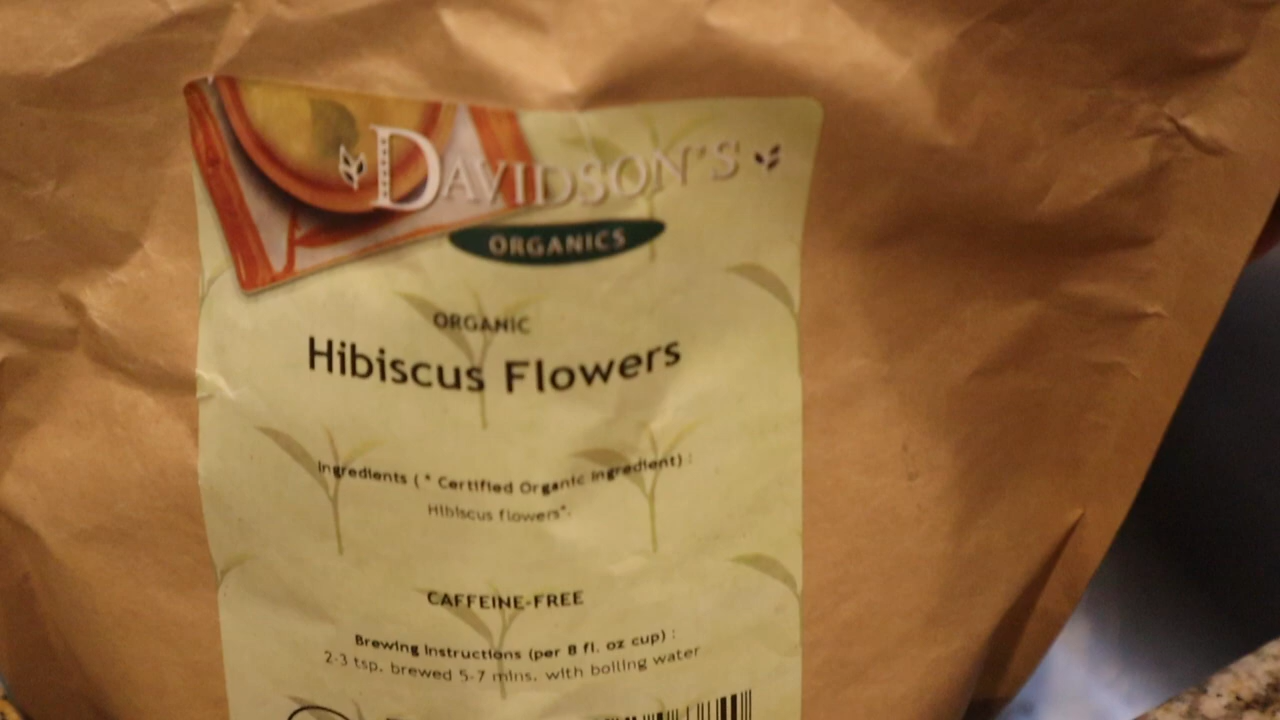 DAVIDSON'S
ORGANICS
ORGANIC
Hibiscus Flowers
Ingredients ( * Certified Organic Ingredient) :
Hibiscus flowers*.
CAFFEINE-FREE
Brewing Instructions (per 8 fl. oz cup) :
2-3 tsp. brewed 5-7 mins. with boiling water